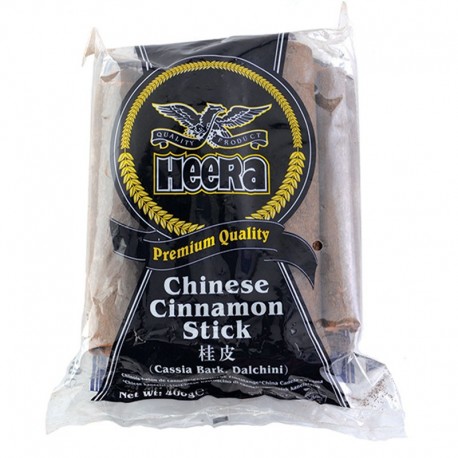 QUALITY PRODUCT
HEERA
Premium Quality
Chinese
Cinnamon
Stick
桂皮
(Cassia Bark, Dalchini)
Net Wt: 400g